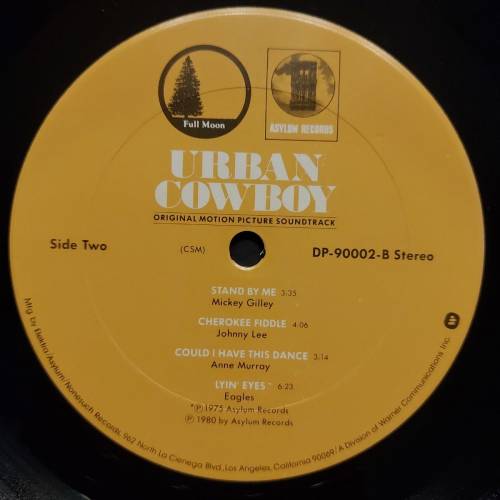 Full Moon
ASYLUM RECORDS
URBAN
COWBOY
ORIGINAL MOTION PICTURE SOUNDTRACK
Side Two
(CSM)
DP-90002-B Stereo
STAND BY ME 3:35
Mickey Gilley
CHEROKEE FIDDLE 4:06
Johnny Lee
COULD I HAVE THIS DANCE 3:14
Anne Murray
LYIN' EYES* 6:23
Eagles
*Ⓟ1975 Asylum Records
Ⓟ 1980 by Asylum Records
Mfg by Elektra/Asylum/Nonesuch Records, 962 North La Cienega Blvd., Los Angeles, California 90069/A Division of Warner Communications Inc.